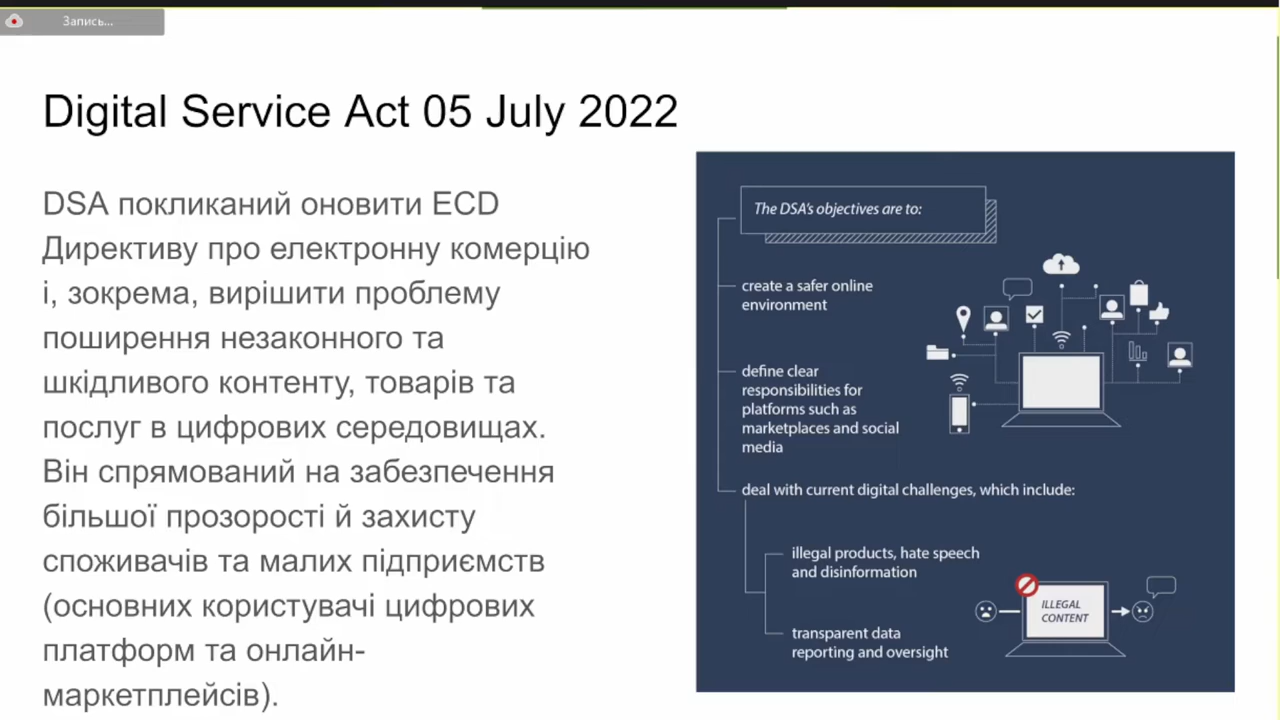 Запись...
Digital Service Act 05 July 2022
DSA покликаний оновити ECD
Директиву про електронну комерцію
і, зокрема, вирішити проблему
поширення незаконного та
шкідливого контенту, товарів та
послуг в цифрових середовищах.
Він спрямований на забезпечення
більшої прозорості й захисту
споживачів та малих підприємств
(основних користувачі цифрових
платформ та онлайн-
маркетплейсів).
The DSA's objectives are to:
create a safer online
environment
define clear
responsibilities for
platforms such as
marketplaces and social
media
deal with current digital challenges, which include:
illegal products, hate speech
and disinformation
ILLEGAL
CONTENT
transparent data
reporting and oversight